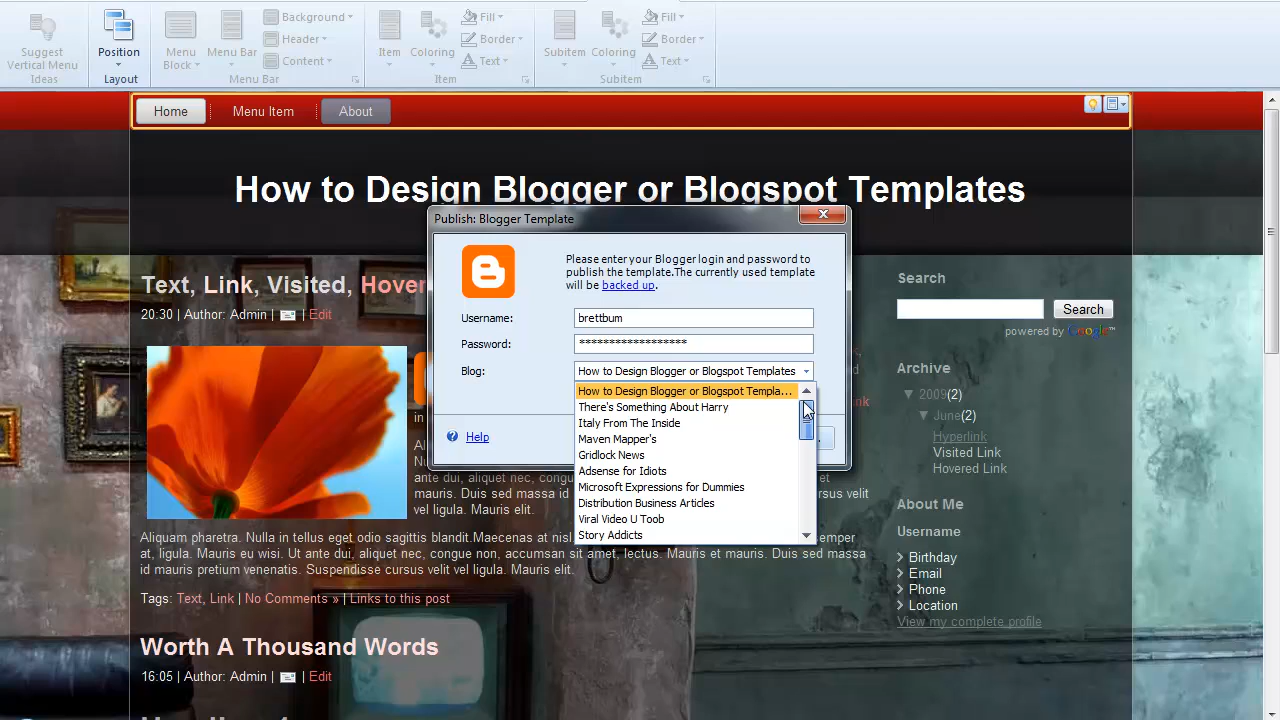 Suggest
Vertical Menu
Ideas
Position
Layout
Menu
Block
Menu Bar
Background
Header
Content
Menu Bar
Item
Coloring
Fill
Border
Text
Item
Subitem
Coloring
Fill
Border
Text
Subitem
Home
Menu Item
About
How to Design Blogger or Blogspot Templates
Publish: Blogger Template
Please enter your Blogger login and password to
publish the template.The currently used template
will be backed up.
Username: brettbum
Password: ******************
Blog: How to Design Blogger or Blogspot Templates
How to Design Blogger or Blogspot Templa...
There's Something About Harry
Italy From The Inside
Maven Mapper's
Gridlock News
Adsense for Idiots
Microsoft Expressions for Dummies
Distribution Business Articles
Viral Video U Toob
Story Addicts
Help
Text, Link, Visited, Hover
20:30 | Author: Admin | Edit
in
mauris. Duis sed massa id
vel ligula. Mauris elit.
Aliquam pharetra. Nulla in tellus eget odio sagittis blandit.Maecenas at
at, ligula. Mauris eu wisi. Ut ante dui, aliquet nec, congue non, accumsan sit amet, lectus. Mauris et mauris. Duis sed massa
id mauris pretium venenatis. Suspendisse cursus velit vel ligula. Mauris elit.
Tags: Text, Link | No Comments » | Links to this post
Worth A Thousand Words
16:05 | Author: Admin | Edit
Search
Search
powered by Google™
Archive
2009(2)
June(2)
Hyperlink
Visited Link
Hovered Link
About Me
Username
Birthday
Email
Phone
Location
View my complete profile